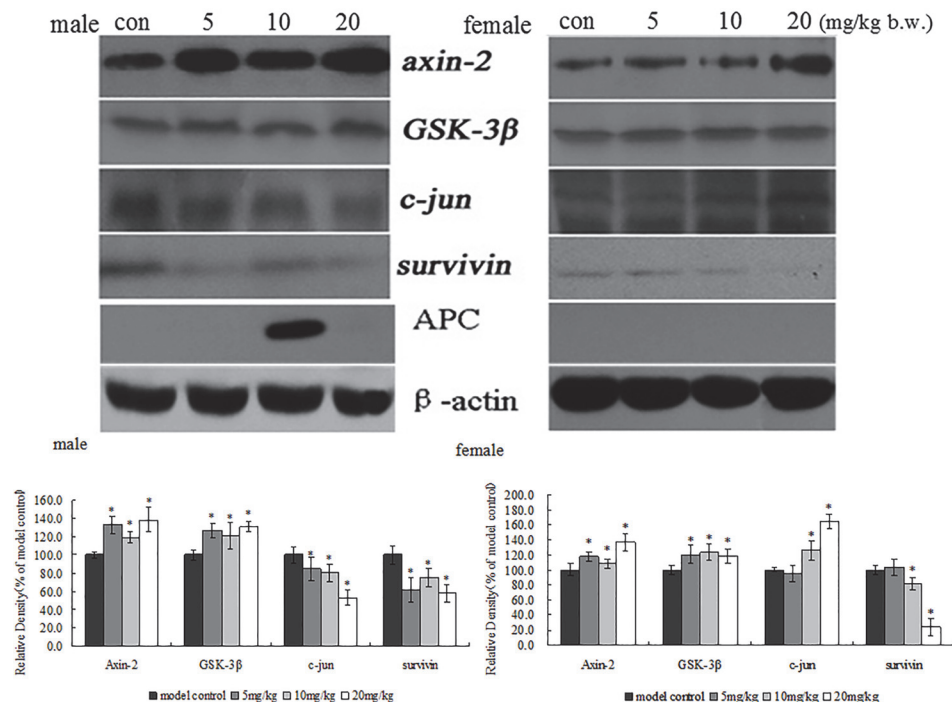 male con 5 10 20 female con 5 10 20 (mg/kg b.w.)
axin-2
GSK-3β
c-jun
survivin
APC
β-actin
male female
Relative Density(% of model control)
160.0
140.0
120.0
100.0
80.0
60.0
40.0
20.0
0.0
* * * * * * * * * * * *
Axin-2 GSK-3β c-jun survivin
model control 5mg/kg 10mg/kg 20mg/kg
Relative Density(% of model control)
200.0
180.0
160.0
140.0
120.0
100.0
80.0
60.0
40.0
20.0
0.0
* * * * * * * * * *
Axin-2 GSK-3β c-jun survivin
model control 5mg/kg 10mg/kg 20mg/kg